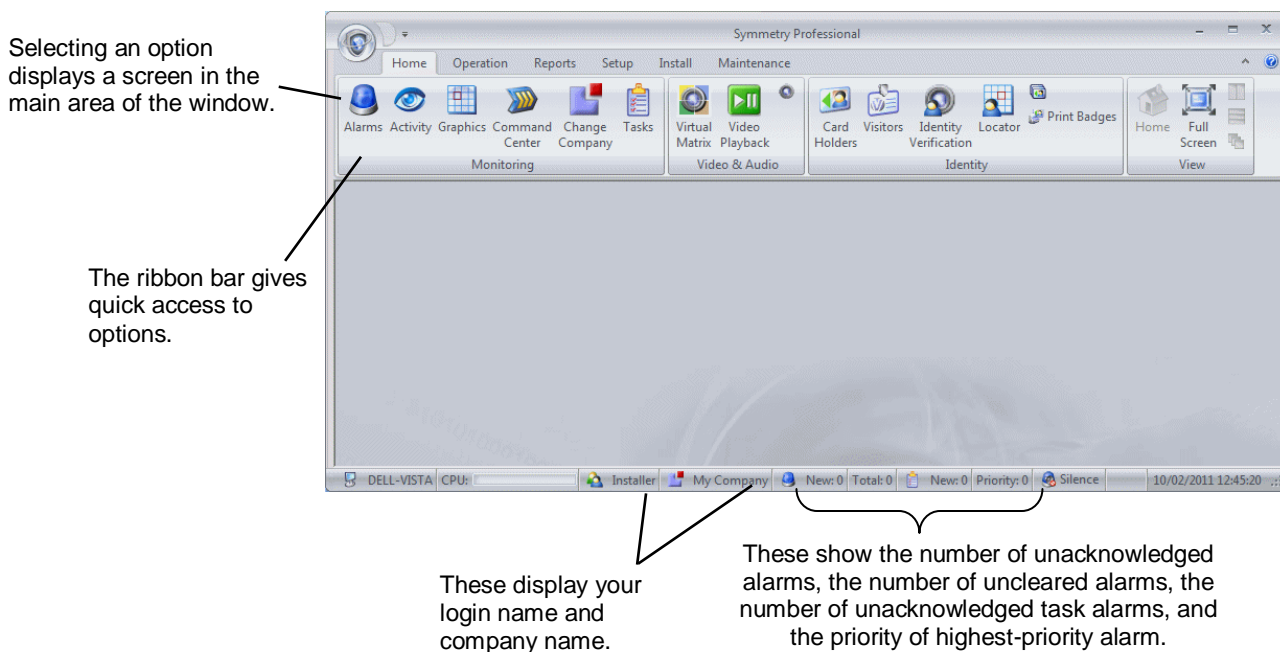 Symmetry Professional
Selecting an option
displays a screen in the
main area of the window.
Home Operation Reports Setup Install Maintenance
Alarms Activity Graphics Command Center Change Company Tasks
Monitoring
Virtual Matrix Video Playback
Video & Audio
Card Holders Visitors Identity Verification Locator Print Badges
Identity
Home Full Screen
View
The ribbon bar gives
quick access to
options.
DELL-VISTA CPU: Installer My Company New: 0 Total: 0 New: 0 Priority: 0 Silence 10/02/2011 12:45:20
These display your
login name and
company name.
These show the number of unacknowledged
alarms, the number of uncleared alarms, the
number of unacknowledged task alarms, and
the priority of highest-priority alarm.